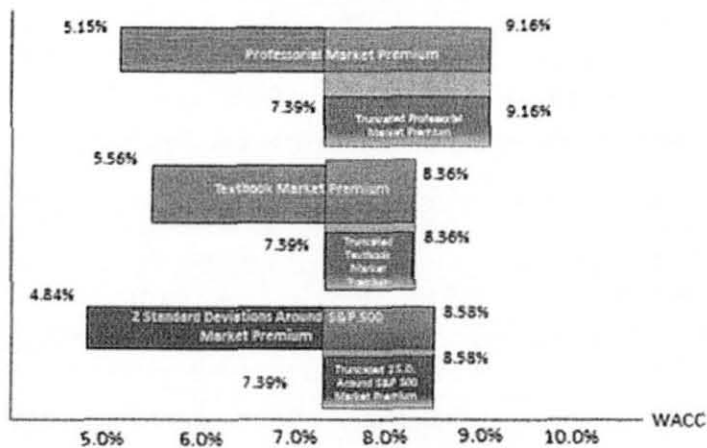 5.15%
9.16%
Professorial Market Premium
7.39%
9.16%
Truncated Professorial
Market Premium
5.56%
8.36%
Textbook Market Premium
7.39%
8.36%
Truncated
Textbook
Market
Premium
4.84%
8.58%
2 Standard Deviations Around S&P 500
Market Premium
8.58%
7.39%
Truncated 2 S.D.
Around S&P 500
Market Premium
WACC
5.0% 6.0% 7.0% 8.0% 9.0% 10.0%